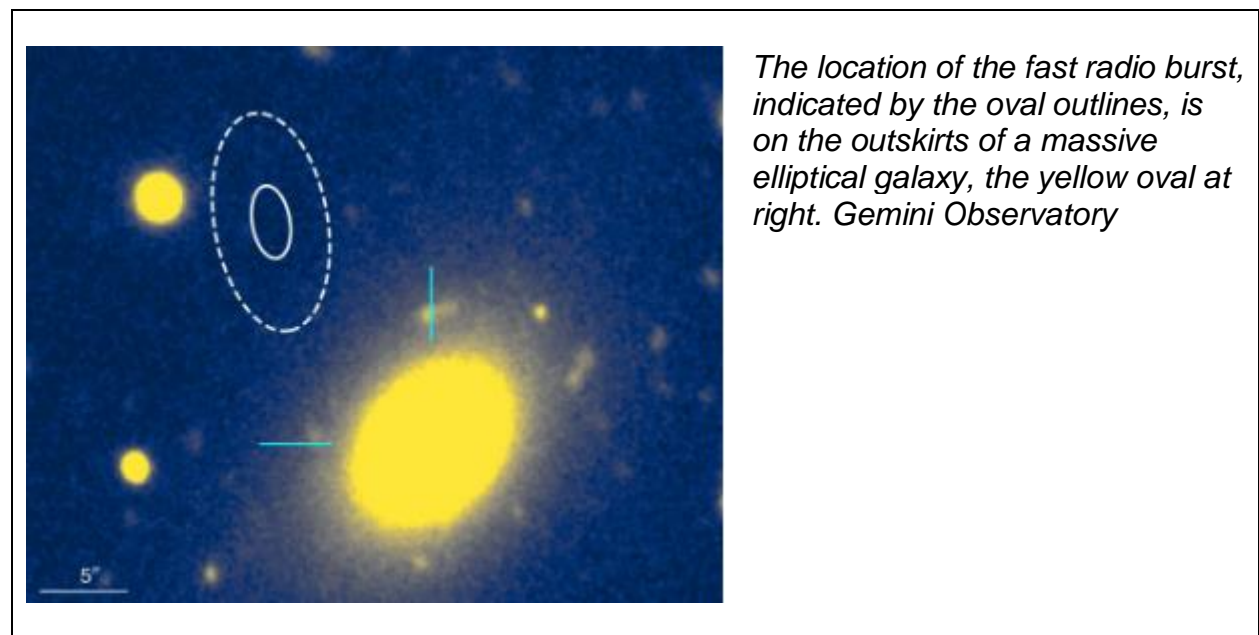 The location of the fast radio burst,
indicated by the oval outlines, is
on the outskirts of a massive
elliptical galaxy, the yellow oval at
right. Gemini Observatory
5"